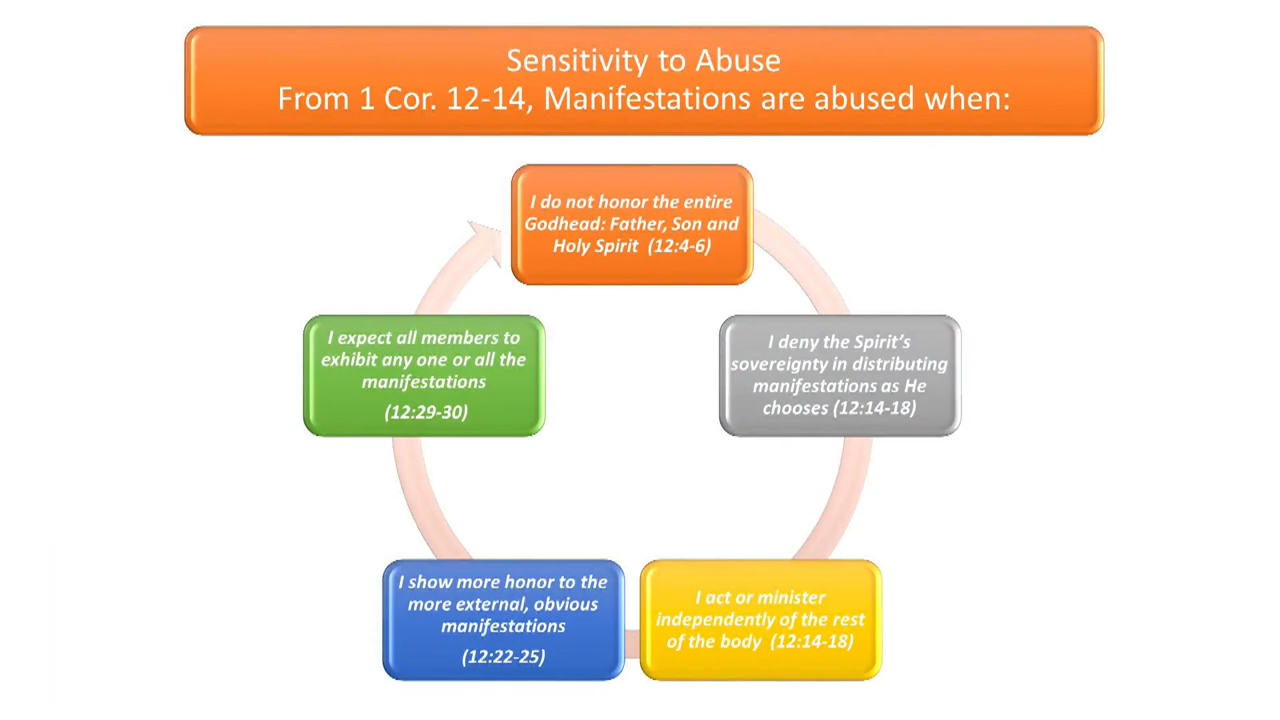 Sensitivity to Abuse
From 1 Cor. 12-14, Manifestations are abused when:
I do not honor the entire
Godhead: Father, Son and
Holy Spirit (12:4-6)
I deny the Spirit's
sovereignty in distributing
manifestations as He
chooses (12:14-18)
I act or minister
independently of the rest
of the body (12:14-18)
I show more honor to the
more external, obvious
manifestations
(12:22-25)
I expect all members to
exhibit any one or all the
manifestations
(12:29-30)